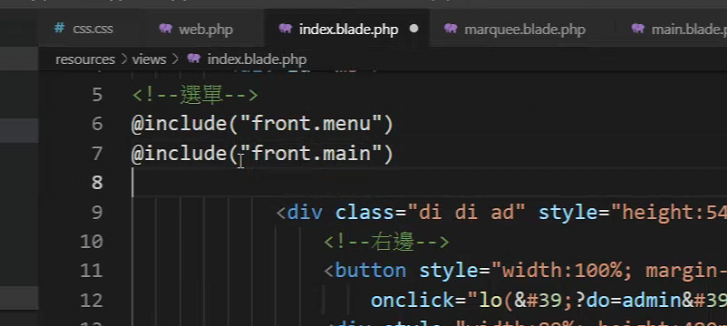 css.css web.php index.blade.php marquee.blade.php main.blade.
resources > views > index.blade.php
5 <!--選單-->
6 @include("front.menu")
7 @include("front.main")
8
9 <div class="di di ad" style="height:54
10 <!--右邊-->
11 <button style="width:100%; margin-
12 onclick="lo(&#39;?do=admin&#39
13